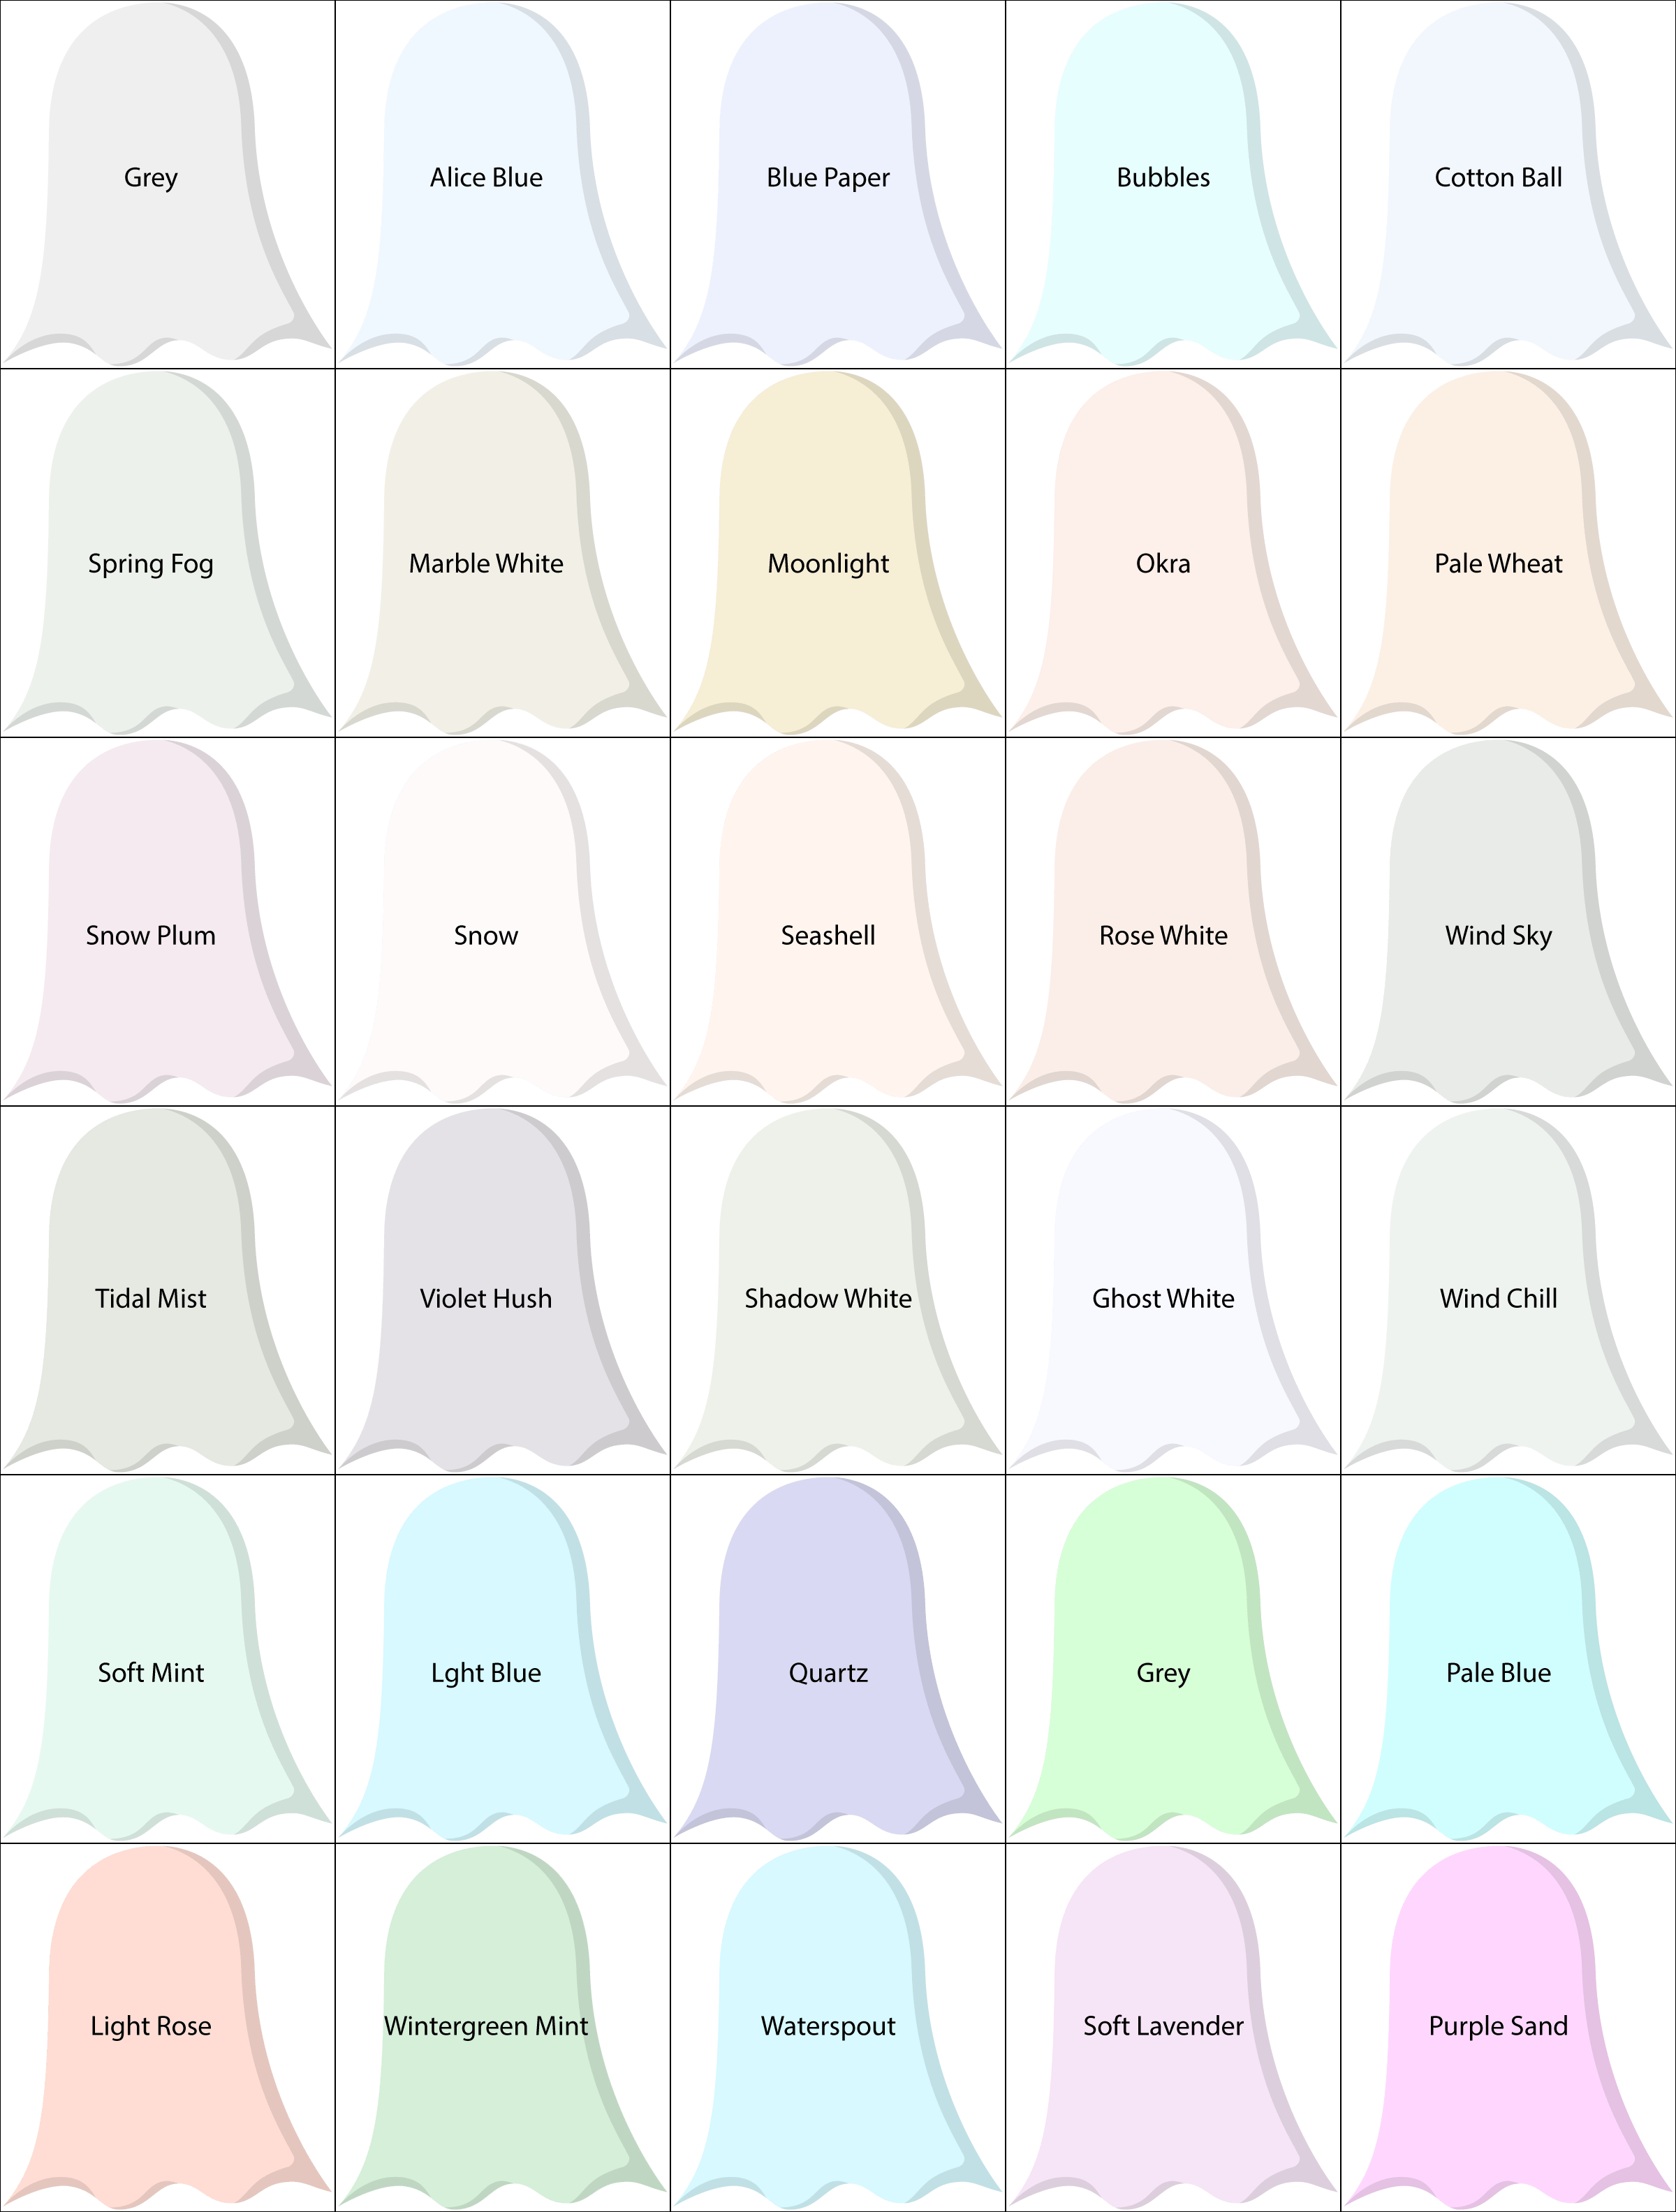 Grey
Alice Blue
Blue Paper
Bubbles
Cotton Ball
Spring Fog
Marble White
Moonlight
Okra
Pale Wheat
Snow Plum
Snow
Seashell
Rose White
Wind Sky
Tidal Mist
Violet Hush
Shadow White
Ghost White
Wind Chill
Soft Mint
Lght Blue
Quartz
Grey
Pale Blue
Light Rose
Wintergreen Mint
Waterspout
Soft Lavender
Purple Sand